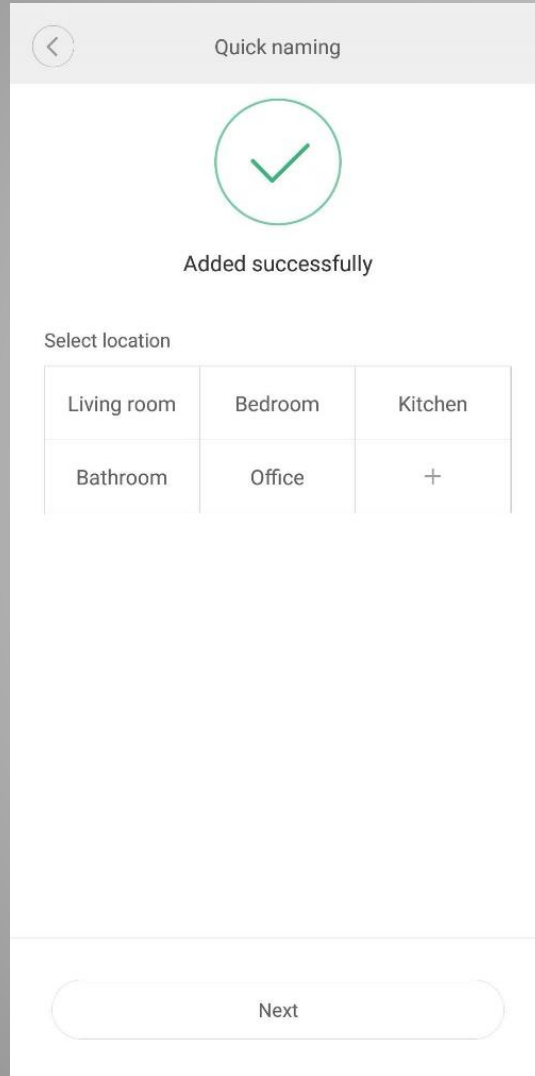 Quick naming
Added successfully
Select location
Living room Bedroom Kitchen
Bathroom Office +
Next